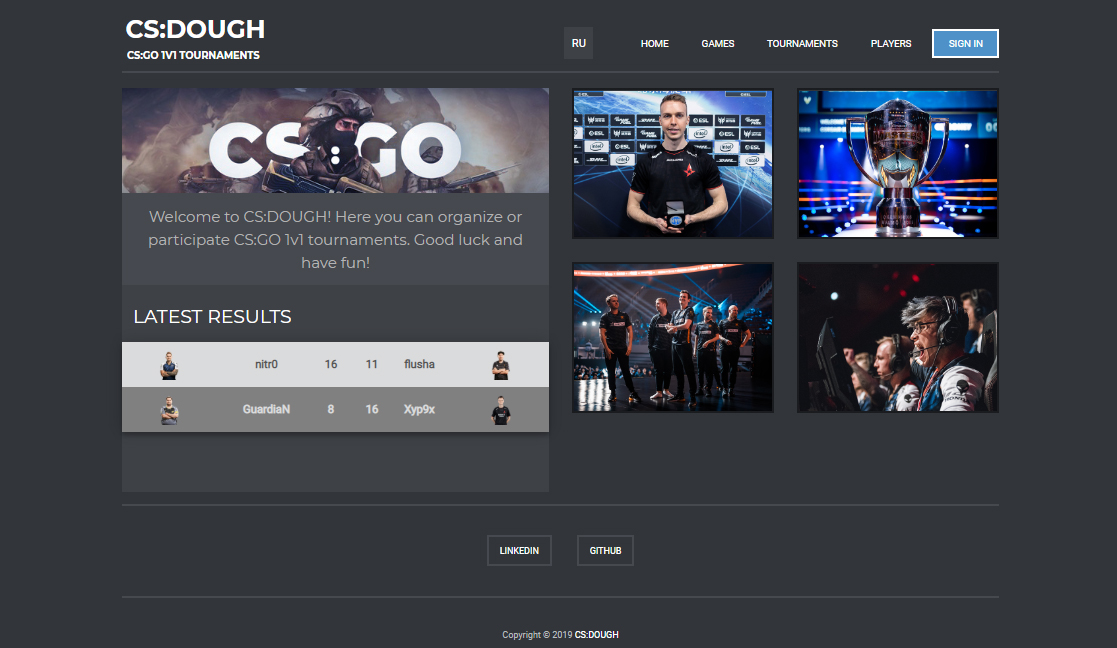 CS:DOUGH
CS:GO 1V1 TOURNAMENTS
RU
HOME
GAMES
TOURNAMENTS
PLAYERS
SIGN IN
CS:GO
Welcome to CS:DOUGH! Here you can organize or
participate CS:GO 1v1 tournaments. Good luck and
have fun!
LATEST RESULTS
nitr0 16 11 flusha
GuardiaN 8 16 Xyp9x
LINKEDIN
GITHUB
Copyright © 2019 CS:DOUGH